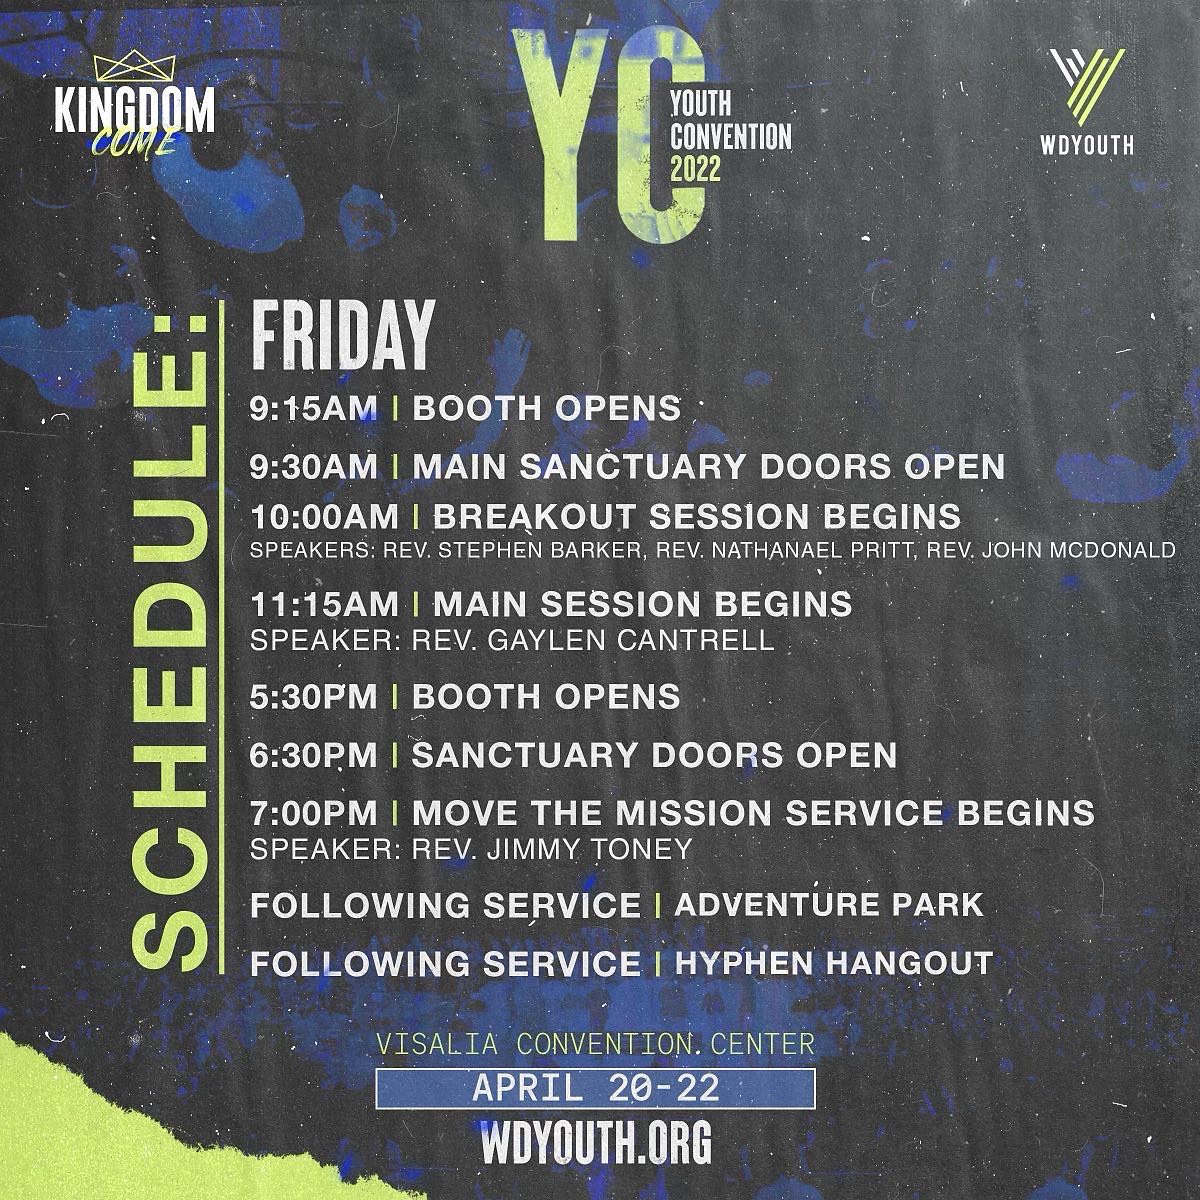 KINGDOM
COME
YC
YOUTH
CONVENTION
2022
WDYOUTH
SCHEDULE:
FRIDAY
9:15AM | BOOTH OPENS
9:30AM | MAIN SANCTUARY DOORS OPEN
10:00AM | BREAKOUT SESSION BEGINS
SPEAKERS: REV. STEPHEN BARKER, REV. NATHANAEL PRITT, REV. JOHN MCDONALD
11:15AM | MAIN SESSION BEGINS
SPEAKER: REV. GAYLEN CANTRELL
5:30PM | BOOTH OPENS
6:30PM | SANCTUARY DOORS OPEN
7:00PM | MOVE THE MISSION SERVICE BEGINS
SPEAKER: REV. JIMMY TONEY
FOLLOWING SERVICE | ADVENTURE PARK
FOLLOWING SERVICE | HYPHEN HANGOUT
VISALIA CONVENTION CENTER
APRIL 20-22
WDYOUTH.ORG